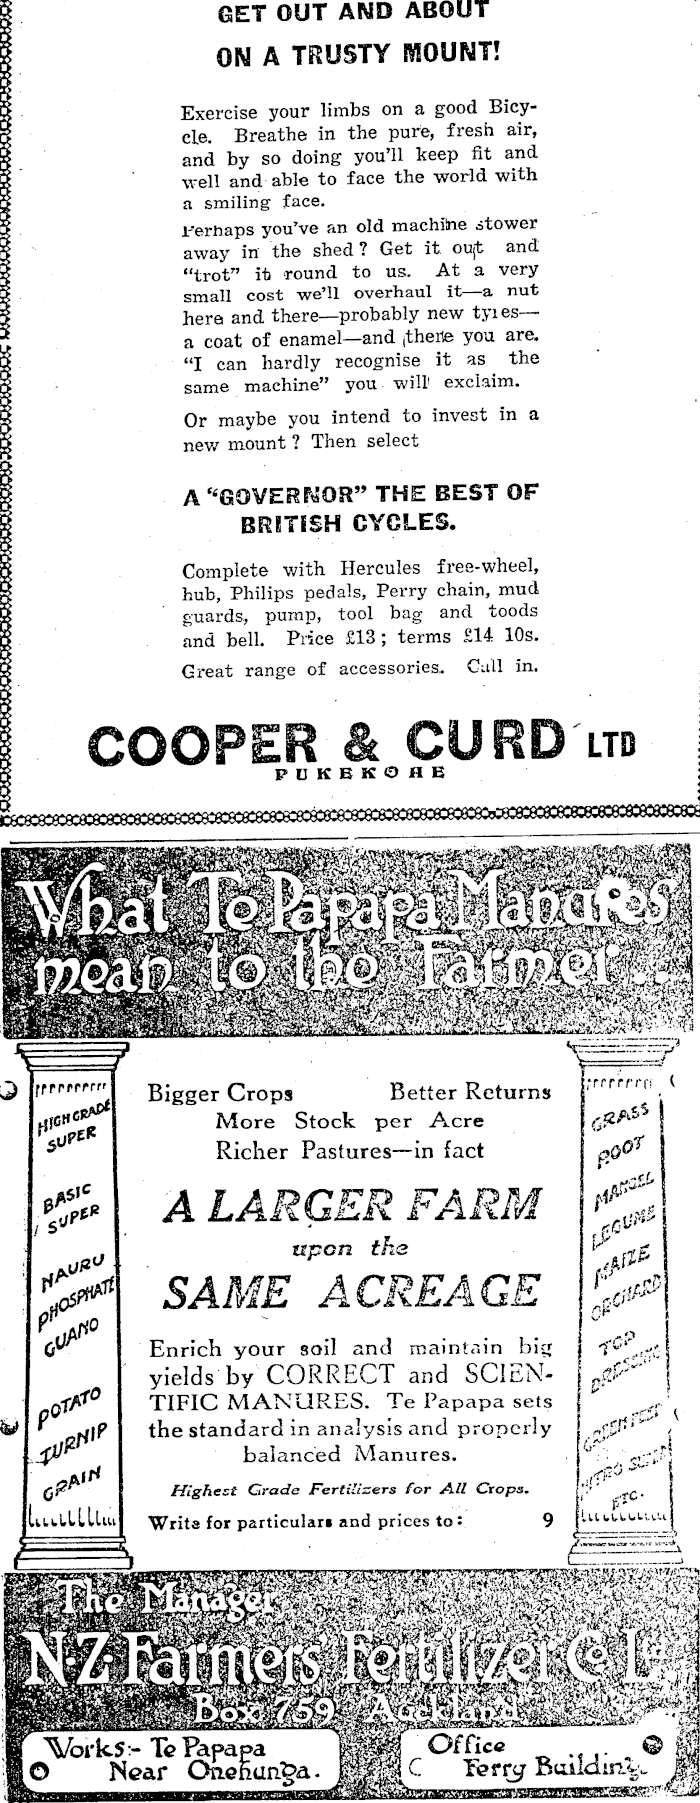 GET OUT AND ABOUT
ON A TRUSTY MOUNT!
Exercise your limbs on a good Bicy-
cle. Breathe in the pure, fresh air,
and by so doing you'll keep fit and
well and able to face the world with
a smiling face.
Perhaps you've an old machine stower
away in the shed? Get it out and
"trot" it round to us. At a very
small cost we'll overhaul it—a nut
here and there—probably new tyres—
a coat of enamel—and there you are.
"I can hardly recognise it as the
same machine" you will exclaim.
Or maybe you intend to invest in a
new mount? Then select
A "GOVERNOR" THE BEST OF
BRITISH CYCLES.
Complete with Hercules free-wheel,
hub, Philips pedals, Perry chain, mud
guards, pump, tool bag and toods
and bell. Price £13; terms £14 10s.
Great range of accessories. Call in.
COOPER & CURD LTD
PUKEKOHE
What Te Papapa Manures
mean to the Farmer...
HIGH GRADE
SUPER
BASIC
SUPER
NAURU
PHOSPHATE
GUANO
POTATO
TURNIP
GRAIN
Bigger Crops Better Returns
More Stock per Acre
Richer Pastures—in fact
A LARGER FARM
upon the
SAME ACREAGE
Enrich your soil and maintain big
yields by CORRECT and SCIEN-
TIFIC MANURES. Te Papapa sets
the standard in analysis and properly
balanced Manures.
Highest Grade Fertilizers for All Crops.
Write for particulars and prices to: 9
GRASS
ROOT
MANGEL
LEGUME
MAIZE
ORCHARD
TOP
DRESSING
GREEN FEED
NITRO SUPER
ETC.
The Manager
N.Z. Farmers' Fertilizer Co. Ltd.
Box 759 Auckland
Works:- Te Papapa
Near Onehunga.
Office
Ferry Buildings.